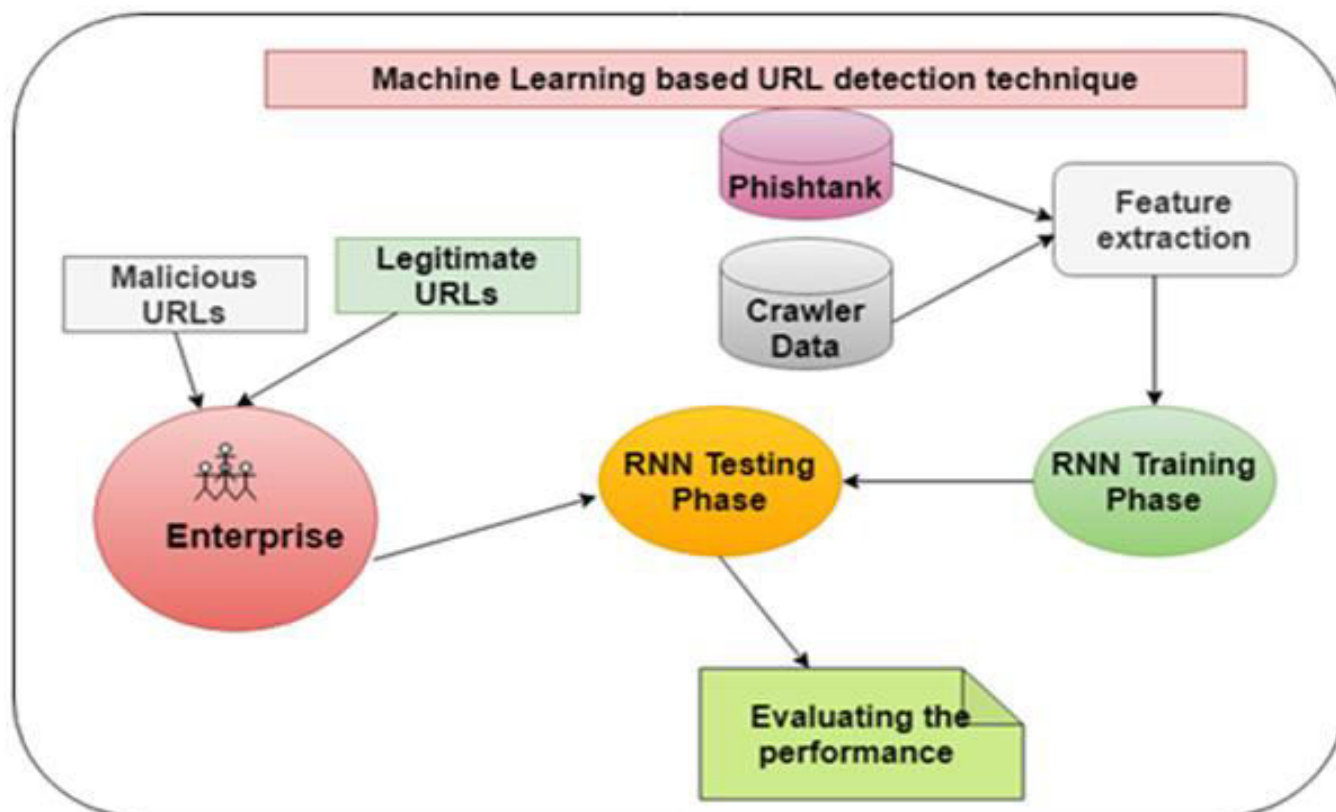 Machine Learning based URL detection technique
Phishtank
Feature
extraction
Legitimate
URLs
Malicious
URLs
Crawler
Data
RNN Testing
Phase
RNN Training
Phase
Enterprise
Evaluating the
performance